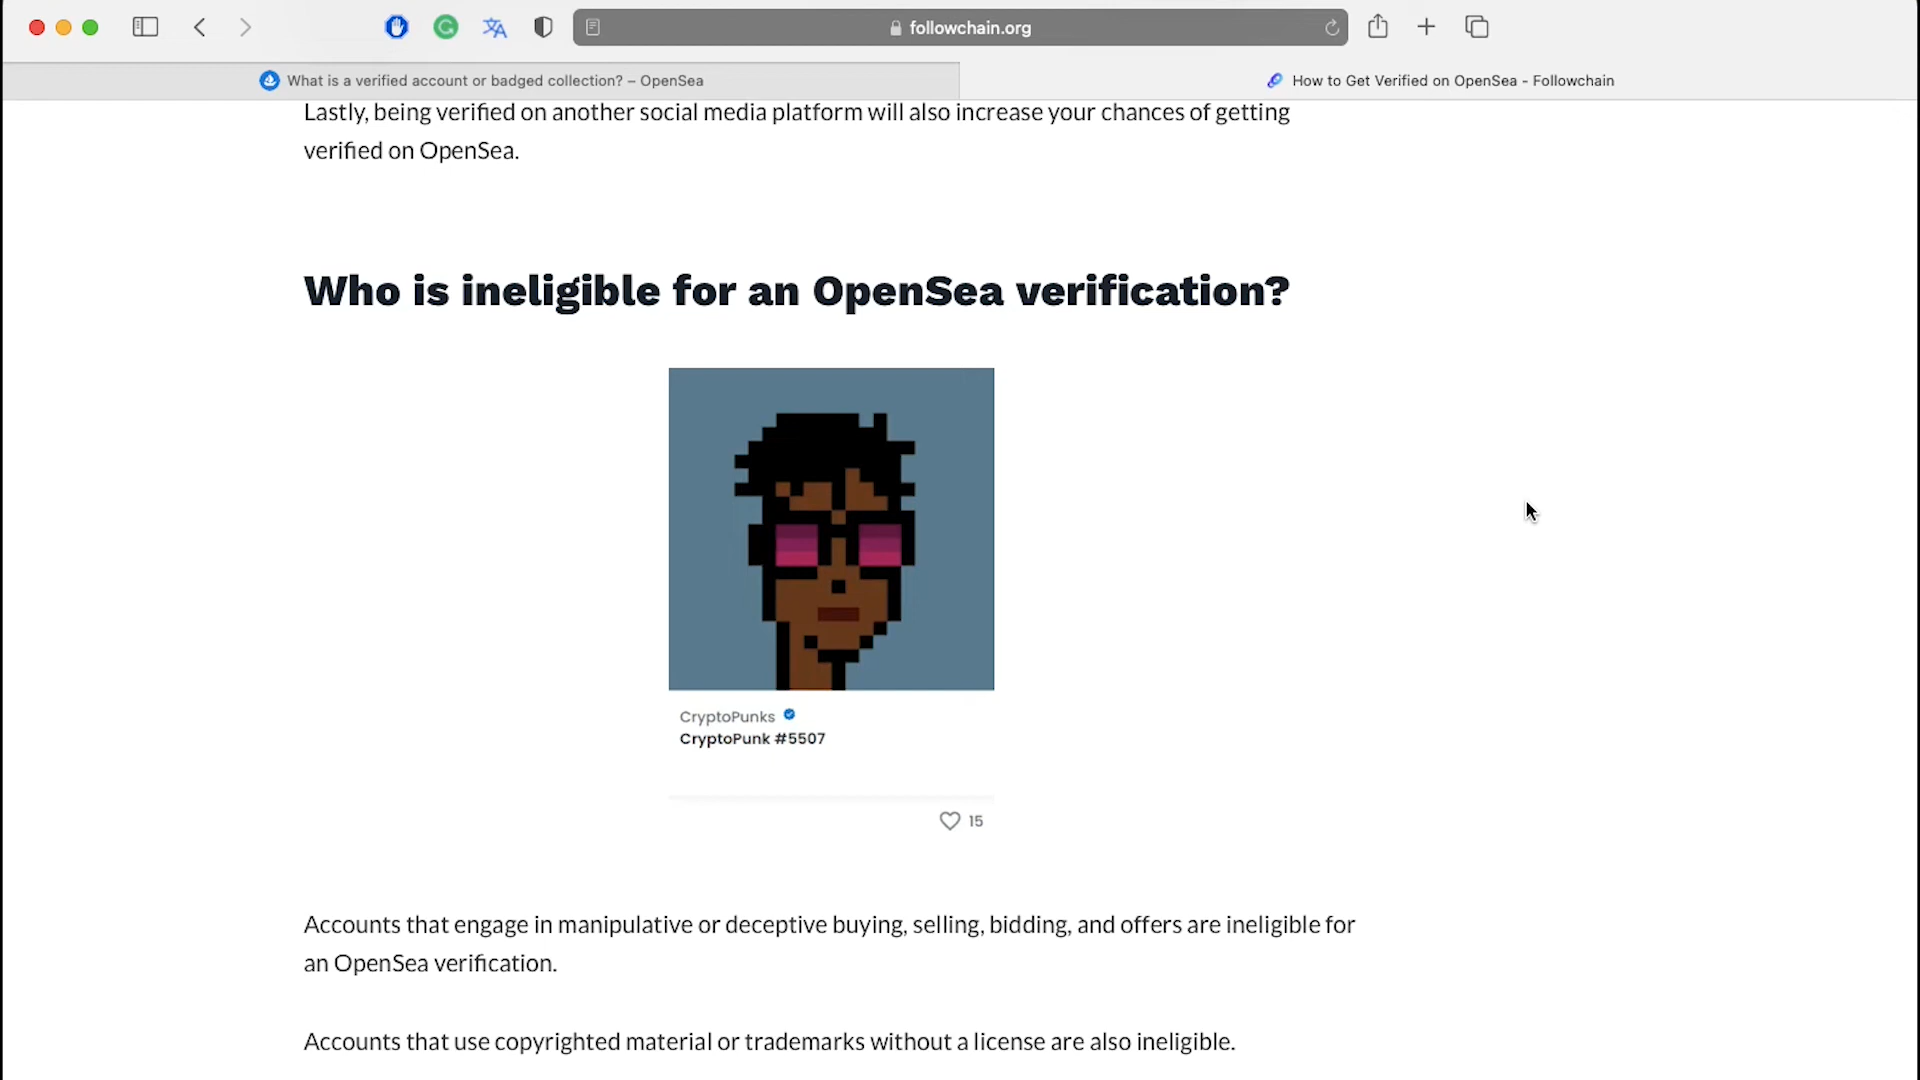 followchain.org
What is a verified account or badged collection? – OpenSea
How to Get Verified on OpenSea - Followchain
Lastly, being verified on another social media platform will also increase your chances of getting
verified on OpenSea.
Who is ineligible for an OpenSea verification?
CryptoPunks
CryptoPunk #5507
15
Accounts that engage in manipulative or deceptive buying, selling, bidding, and offers are ineligible for
an OpenSea verification.
Accounts that use copyrighted material or trademarks without a license are also ineligible.